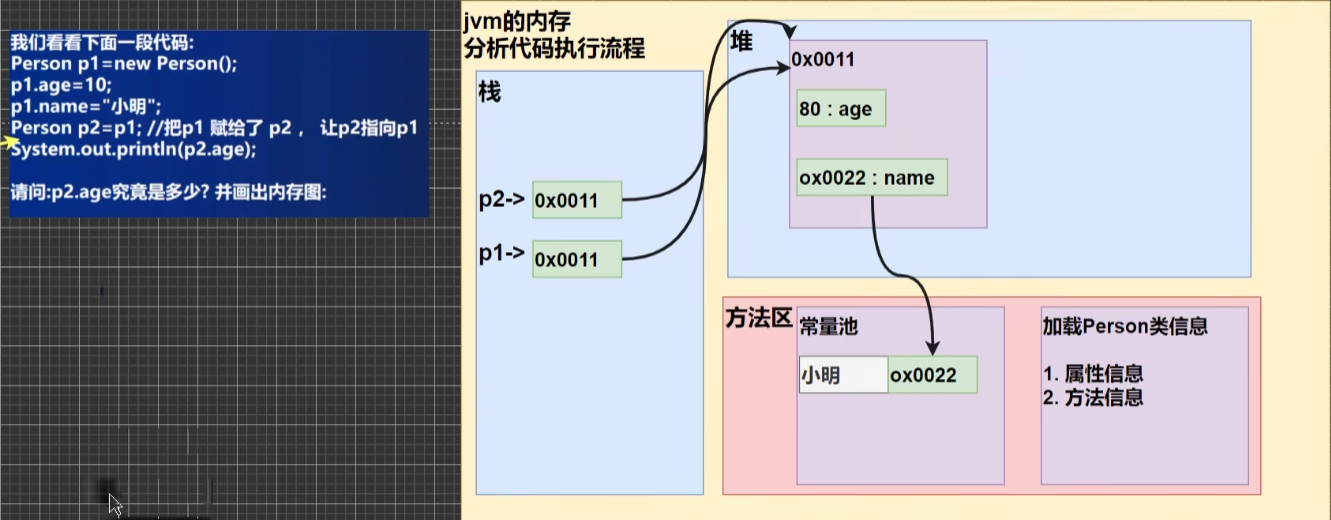 我们看看下面一段代码:
Person p1=new Person();
p1.age=10;
p1.name="小明";
Person p2=p1; //把p1 赋给了 p2 ， 让p2指向p1
System.out.println(p2.age);
请问:p2.age究竟是多少? 并画出内存图:
jvm的内存
分析代码执行流程
栈
p2-> 0x0011
p1-> 0x0011
堆
0x0011
80 : age
ox0022 : name
方法区
常量池
小明 ox0022
加载Person类信息
1. 属性信息
2. 方法信息